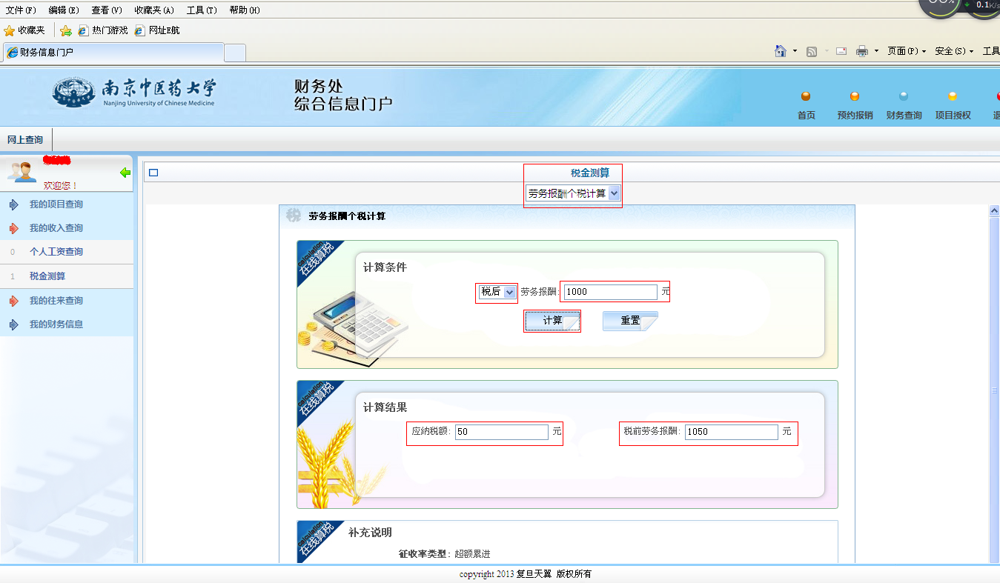 文件(F) 编辑(E) 查看(V) 收藏夹(A) 工具(T) 帮助(H)
0.1K/s
收藏夹 热门游戏 网址E航
财务信息门户
页面(P) 安全(S) 工具
南京中医药大学
Nanjing University of Chinese Medicine
财务处
综合信息门户
首页 预约报销 财务查询 项目授权 退
网上查询
欢迎您！
我的项目查询
我的收入查询
0 个人工资查询
1 税金测算
我的往来查询
我的财务信息
税金测算
劳务报酬个税计算
税 劳务报酬个税计算
calculation
在线算税
计算条件
税后 劳务报酬: 1000 元
计算 重置
calculation
在线算税
计算结果
应纳税额: 50 元 税前劳务报酬: 1050 元
calculation
在线算税
补充说明
征收率类型: 超额累进
copyright 2013 复旦天翼 版权所有